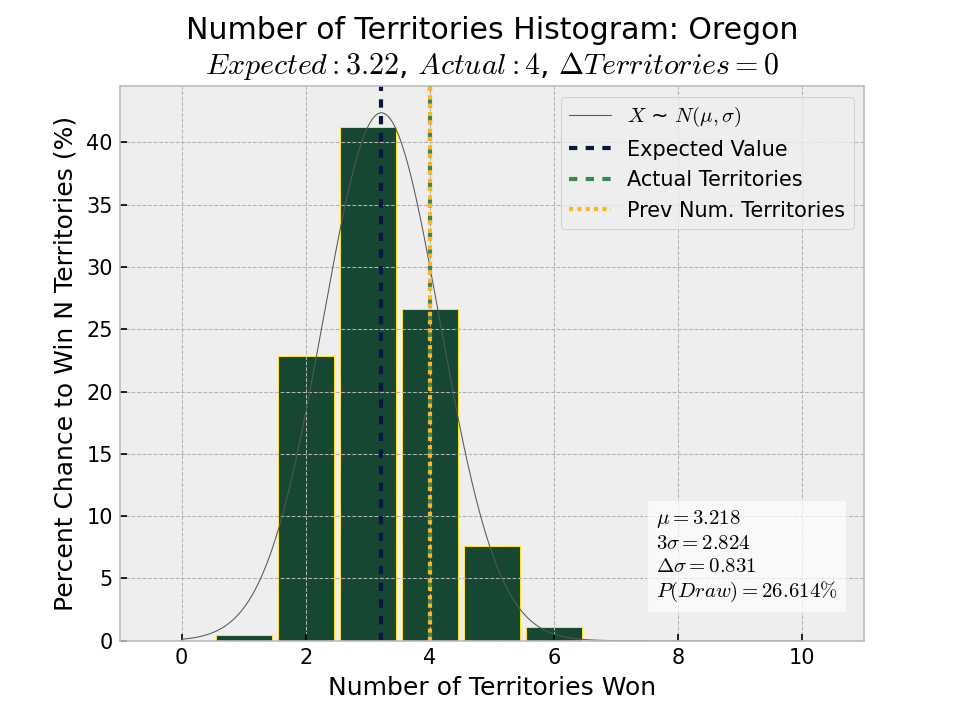 Number of Territories Histogram: Oregon
Expected : 3.22, Actual : 4, ΔTerritories = 0
Percent Chance to Win N Territories (%)
40
35
30
25
20
15
10
5
0
X ~ N(μ, σ)
Expected Value
Actual Territories
Prev Num. Territories
μ = 3.218
3σ = 2.824
Δσ = 0.831
P(Draw) = 26.614%
0 2 4 6 8 10
Number of Territories Won